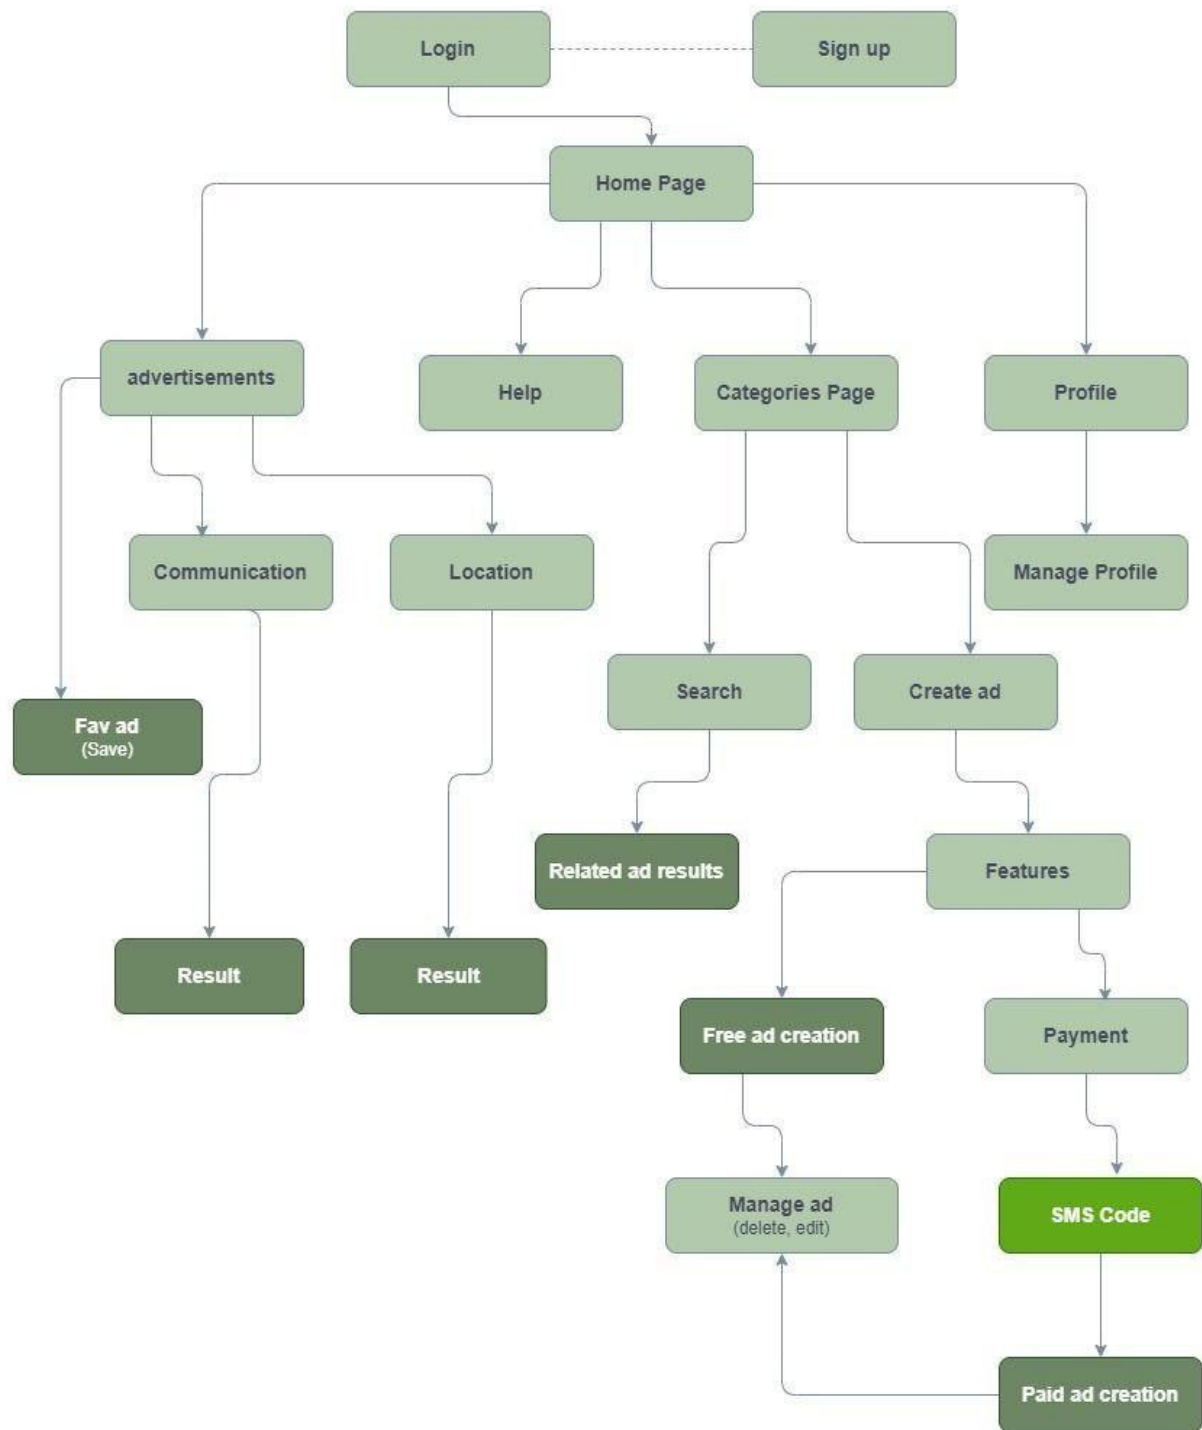 Login
Sign up
Home Page
advertisements
Help
Categories Page
Profile
Communication
Location
Manage Profile
Search
Create ad
Fav ad
(Save)
Related ad results
Features
Result
Result
Free ad creation
Payment
Manage ad
(delete, edit)
SMS Code
Paid ad creation